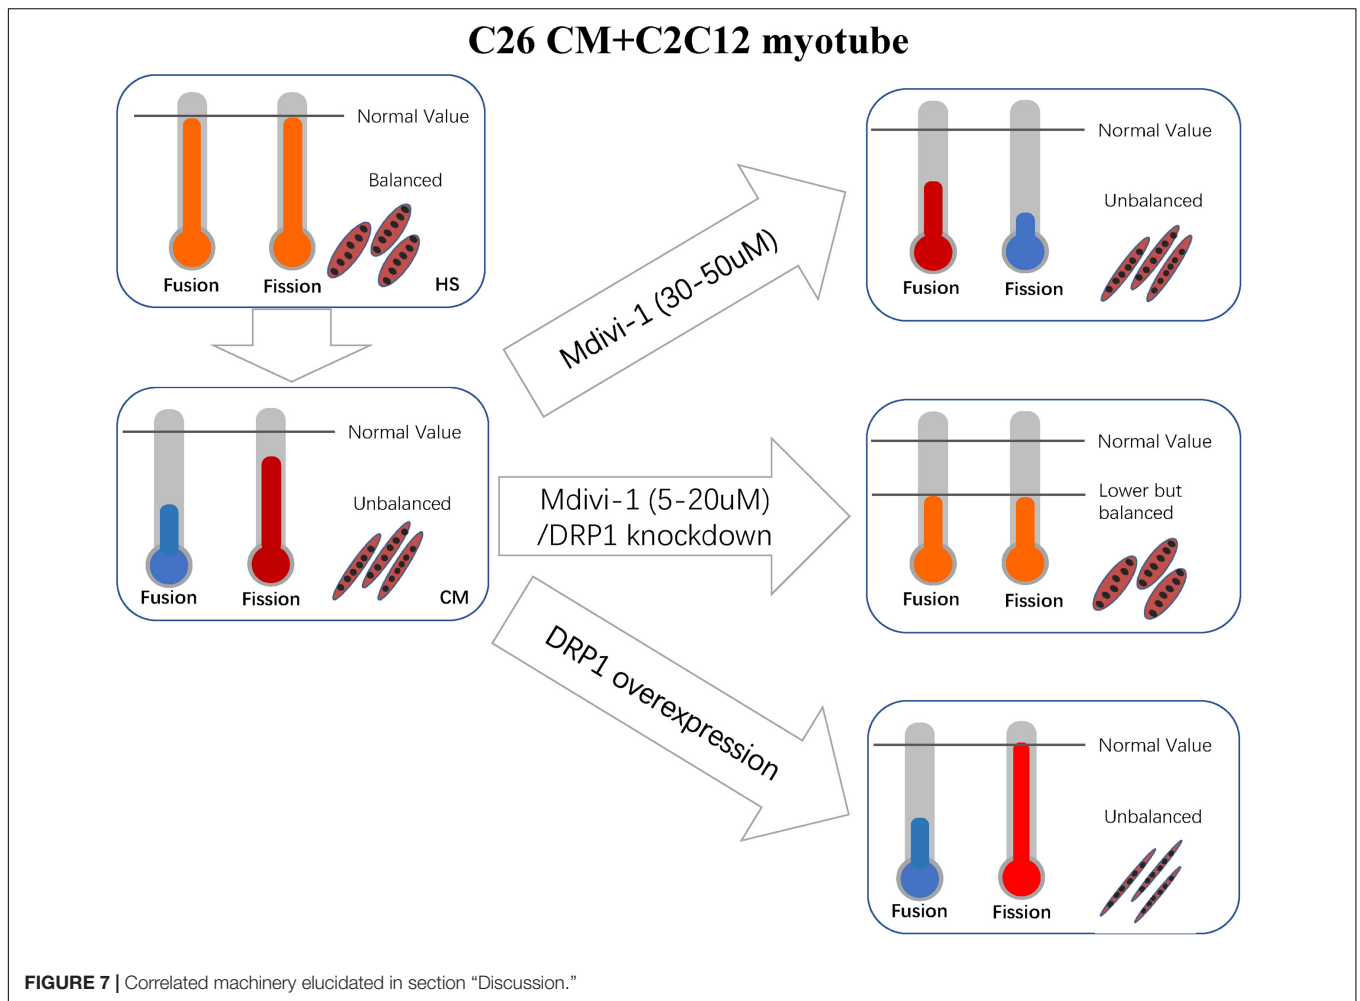 C26 CM+C2C12 myotube
Normal Value
Balanced
Fusion
Fission
HS
Normal Value
Unbalanced
Fusion
Fission
CM
Mdivi-1 (30-50uM)
Mdivi-1 (5-20uM)
/DRP1 knockdown
DRP1 overexpression
Normal Value
Unbalanced
Fusion
Fission
Normal Value
Lower but
balanced
Fusion
Fission
Normal Value
Unbalanced
Fusion
Fission
FIGURE 7 | Correlated machinery elucidated in section “Discussion.”